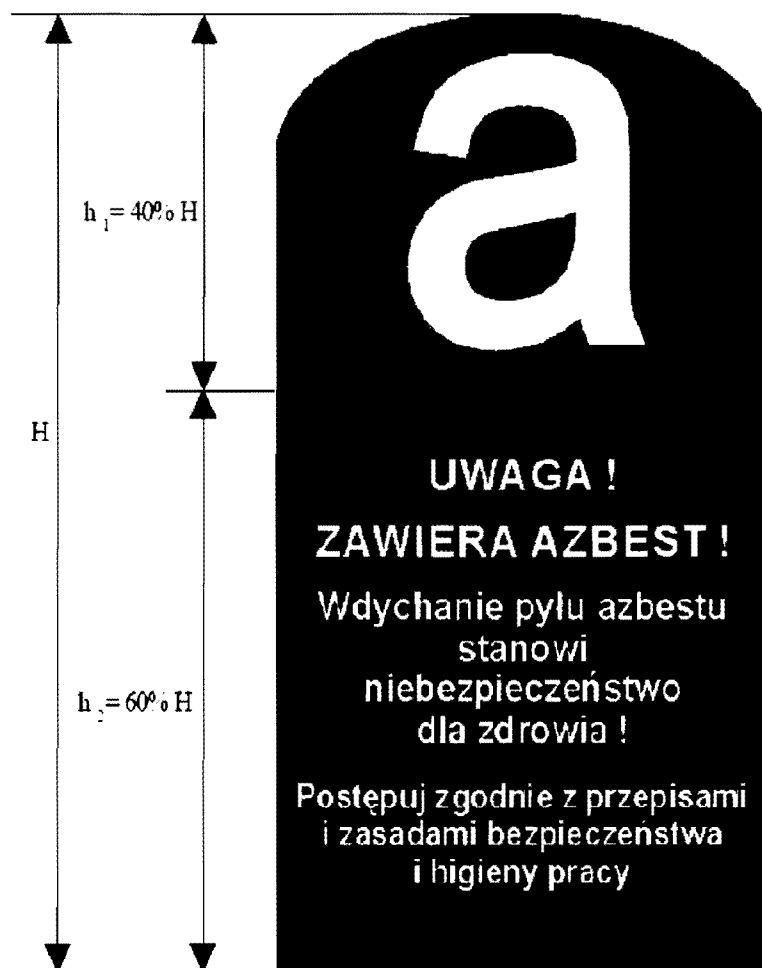 a
h₁= 40% H
H
UWAGA !
ZAWIERA AZBEST !
Wdychanie pyłu azbestu
stanowi
niebezpieczeństwo
dla zdrowia !
h₂= 60% H
Postępuj zgodnie z przepisami
i zasadami bezpieczeństwa
i higieny pracy